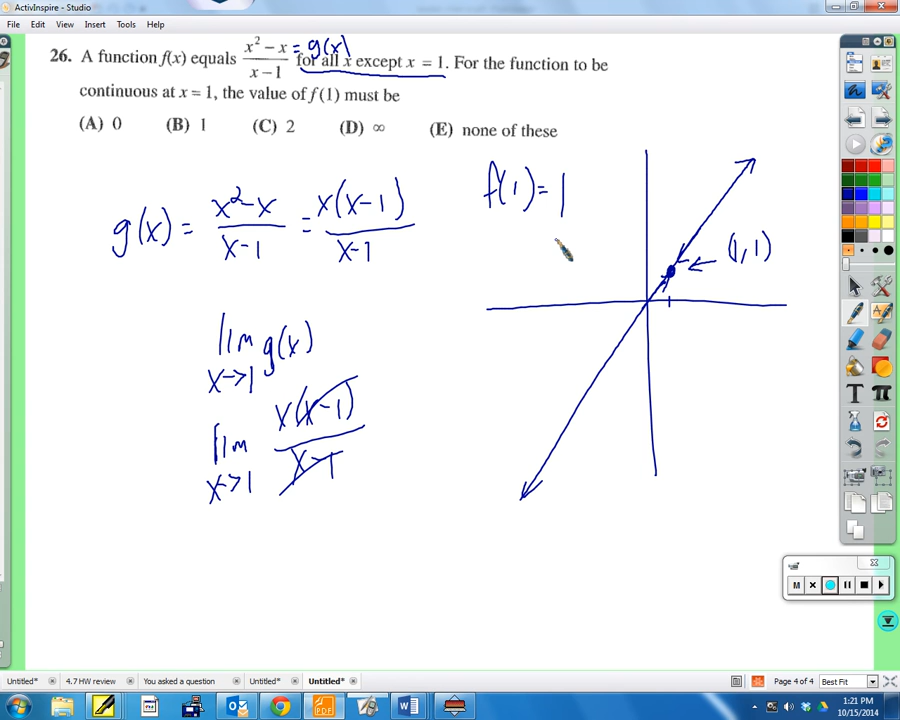 ActivInspire - Studio
File Edit View Insert Tools Help
26. A function f(x) equals (x² − x)/(x − 1) = g(x) for all x except x = 1. For the function to be
continuous at x = 1, the value of f(1) must be
(A) 0 (B) 1 (C) 2 (D) ∞ (E) none of these
f(1) = 1
g(x) = (x² - x)/(x-1) = x(x-1)/(x-1)
(1,1)
lim x→1 g(x)
lim x→1 x(x-1)/(x-1)
T π
M
Untitled* 4.7 HW review You asked a question Untitled* Untitled* Page 4 of 4 Best Fit
PDF W
1:21 PM
10/15/2014